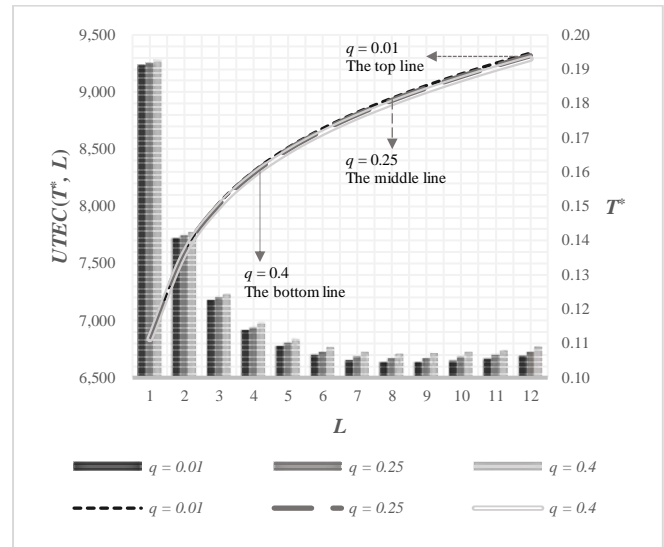 9,500
9,000
8,500
8,000
7,500
7,000
6,500
UTEC(T*, L)
0.20
0.19
0.18
0.17
0.16
0.15
0.14
0.13
0.12
0.11
0.10
T*
q = 0.01
The top line
q = 0.25
The middle line
q = 0.4
The bottom line
1 2 3 4 5 6 7 8 9 10 11 12
L
q = 0.01 q = 0.25 q = 0.4
q = 0.01 q = 0.25 q = 0.4